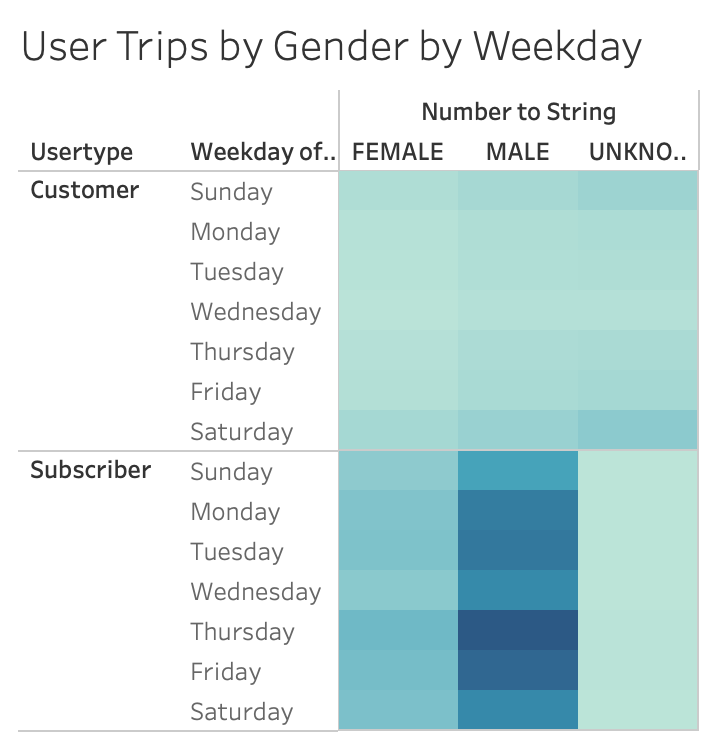 User Trips by Gender by Weekday
Number to String
Usertype Weekday of.. FEMALE MALE UNKNO..
Customer Sunday
Monday
Tuesday
Wednesday
Thursday
Friday
Saturday
Subscriber Sunday
Monday
Tuesday
Wednesday
Thursday
Friday
Saturday